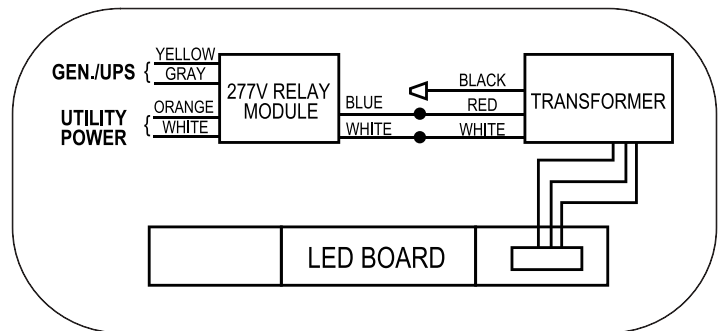 GEN./UPS { YELLOW
GRAY
UTILITY
POWER { ORANGE
WHITE
277V RELAY
MODULE
BLUE
WHITE
BLACK
RED
WHITE
TRANSFORMER
LED BOARD